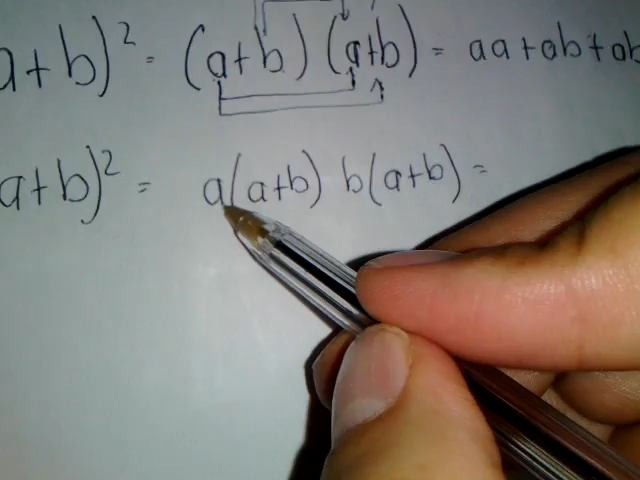 a+b)² = (a+b)(a+b) = aa+ab+ab
a+b)² = a(a+b) b(a+b) =